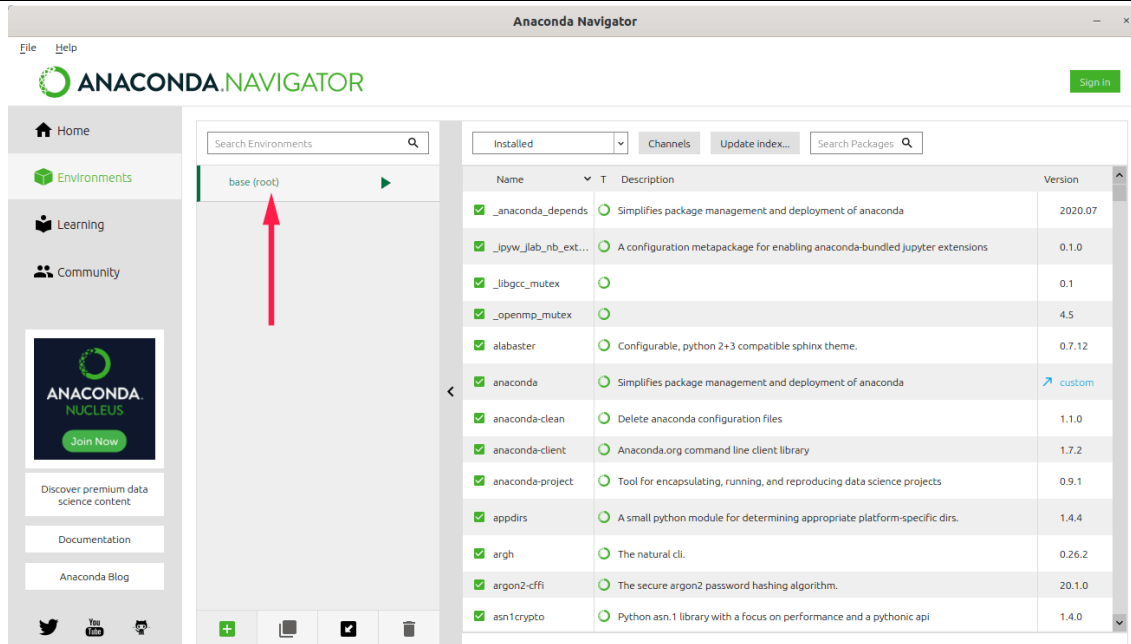 Anaconda Navigator
File Help
ANACONDA.NAVIGATOR
Sign in
Home
Environments
Learning
Community
ANACONDA.
NUCLEUS
Join Now
Discover premium data
science content
Documentation
Anaconda Blog
You
Tube
Search Environments
base (root)
Installed
Channels
Update index...
Search Packages
Name T Description Version
_anaconda_depends Simplifies package management and deployment of anaconda 2020.07
_ipyw_jlab_nb_ext... A configuration metapackage for enabling anaconda-bundled jupyter extensions 0.1.0
_libgcc_mutex 0.1
_openmp_mutex 4.5
alabaster Configurable, python 2+3 compatible sphinx theme. 0.7.12
anaconda Simplifies package management and deployment of anaconda custom
anaconda-clean Delete anaconda configuration files 1.1.0
anaconda-client Anaconda.org command line client library 1.7.2
anaconda-project Tool for encapsulating, running, and reproducing data science projects 0.9.1
appdirs A small python module for determining appropriate platform-specific dirs. 1.4.4
argh The natural cli. 0.26.2
argon2-cffi The secure argon2 password hashing algorithm. 20.1.0
asn1crypto Python asn.1 library with a focus on performance and a pythonic api 1.4.0